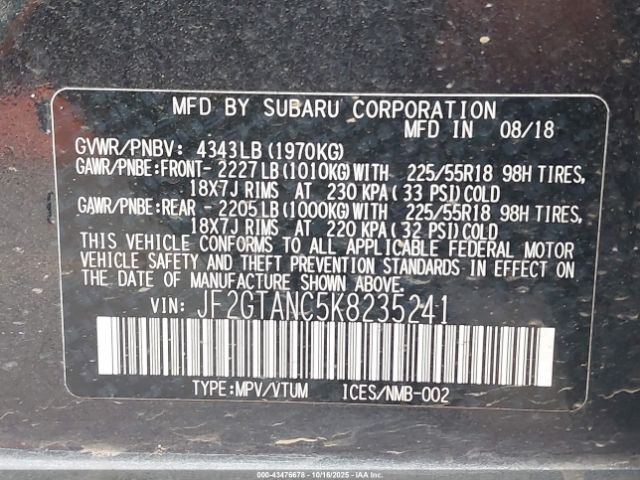 MFD BY SUBARU CORPORATION
MFD IN 08/18
GVWR/PNBV: 4343LB (1970KG)
GAWR/PNBE:FRONT- 2227LB (1010KG)WITH 225/55R18 98H TIRES,
18X7J RIMS AT 230 KPA (33 PSI) COLD
GAWR/PNBE:REAR - 2205LB (1000KG)WITH 225/55R18 98H TIRES,
18X7J RIMS AT 220 KPA (32 PSI) COLD
THIS VEHICLE CONFORMS TO ALL APPLICABLE FEDERAL MOTOR
VEHICLE SAFETY AND THEFT PREVENTION STANDARDS IN EFFECT ON
THE DATE OF MANUFACTURE SHOWN ABOVE.
VIN: JF2GTANC5K8235241
TYPE:MPV/VTUM ICES/NMB-002
000-43476678 - 10/16/2025 - Copyright IAA, LLC